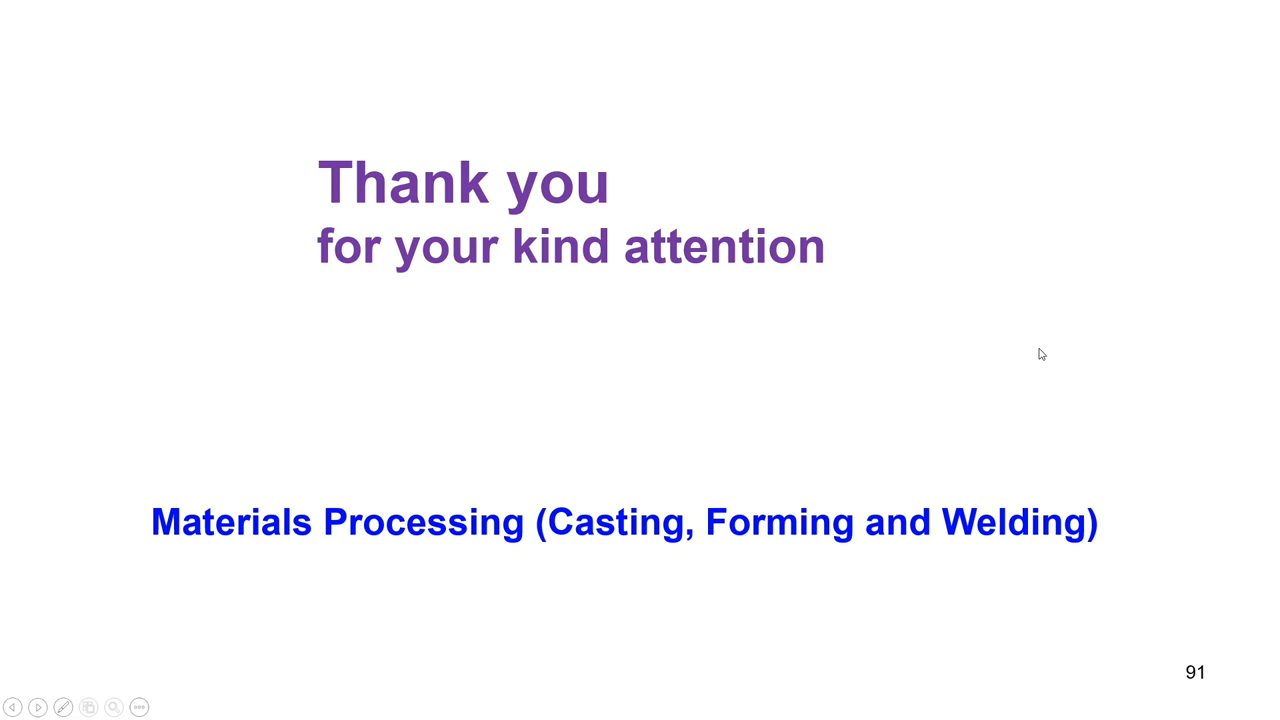 Thank you
for your kind attention
Materials Processing (Casting, Forming and Welding)
91